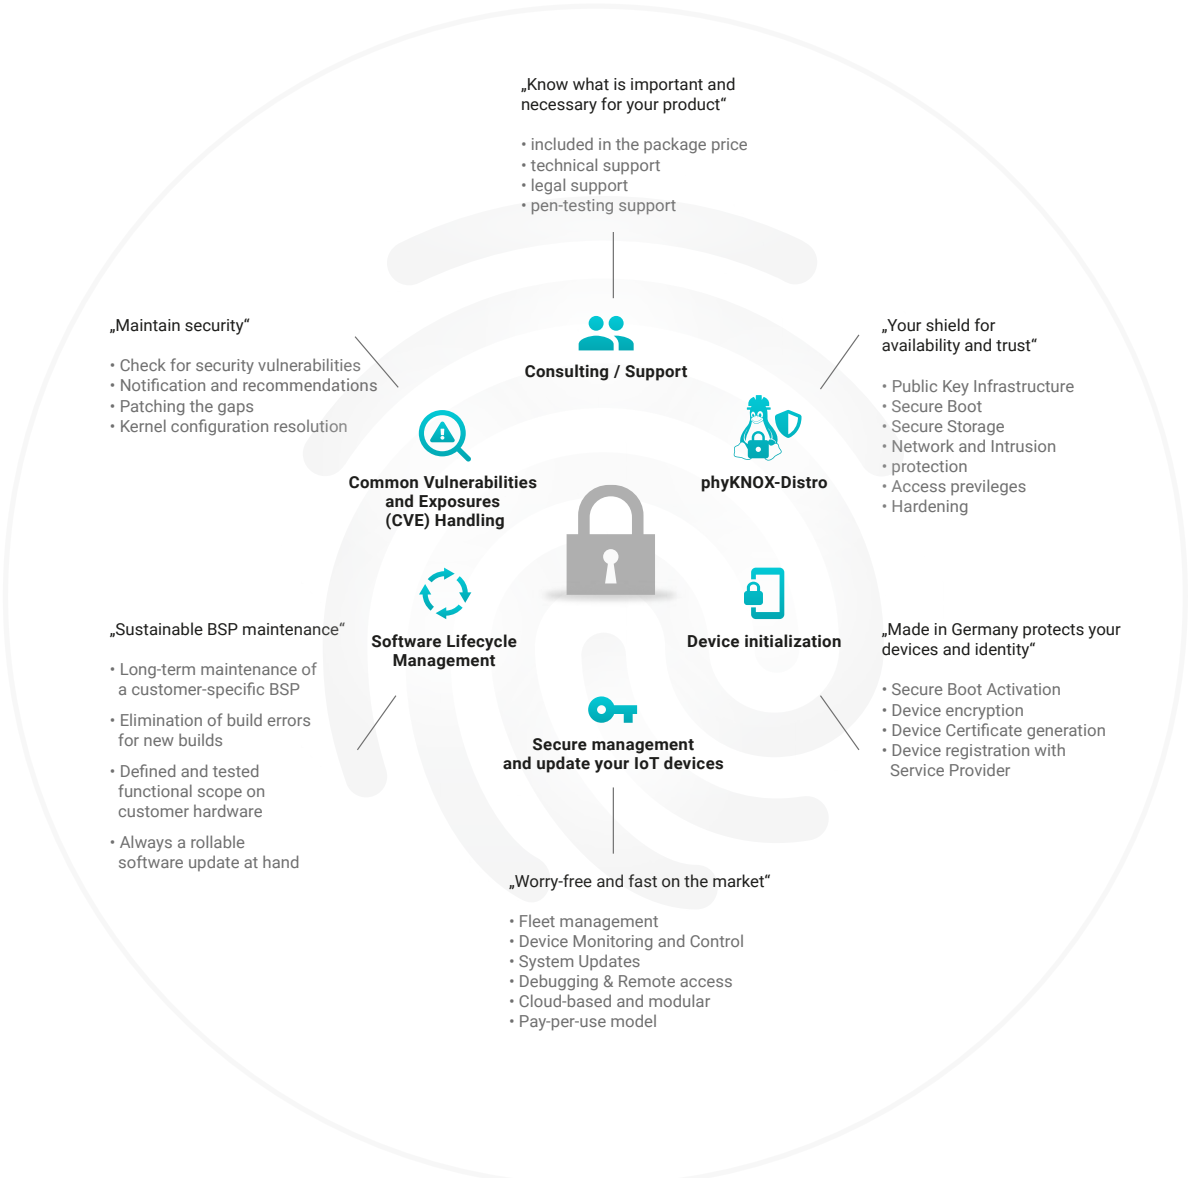 „Know what is important and
necessary for your product“
• included in the package price
• technical support
• legal support
• pen-testing support
Consulting / Support
„Your shield for
availability and trust“
• Public Key Infrastructure
• Secure Boot
• Secure Storage
• Network and Intrusion
• protection
• Access previleges
• Hardening
phyKNOX-Distro
„Made in Germany protects your
devices and identity“
• Secure Boot Activation
• Device encryption
• Device Certificate generation
• Device registration with
Service Provider
Device initialization
Secure management
and update your IoT devices
„Worry-free and fast on the market“
• Fleet management
• Device Monitoring and Control
• System Updates
• Debugging & Remote access
• Cloud-based and modular
• Pay-per-use model
„Sustainable BSP maintenance“
• Long-term maintenance of
a customer-specific BSP
• Elimination of build errors
for new builds
• Defined and tested
functional scope on
customer hardware
• Always a rollable
software update at hand
Software Lifecycle
Management
„Maintain security“
• Check for security vulnerabilities
• Notification and recommendations
• Patching the gaps
• Kernel configuration resolution
Common Vulnerabilities
and Exposures
(CVE) Handling